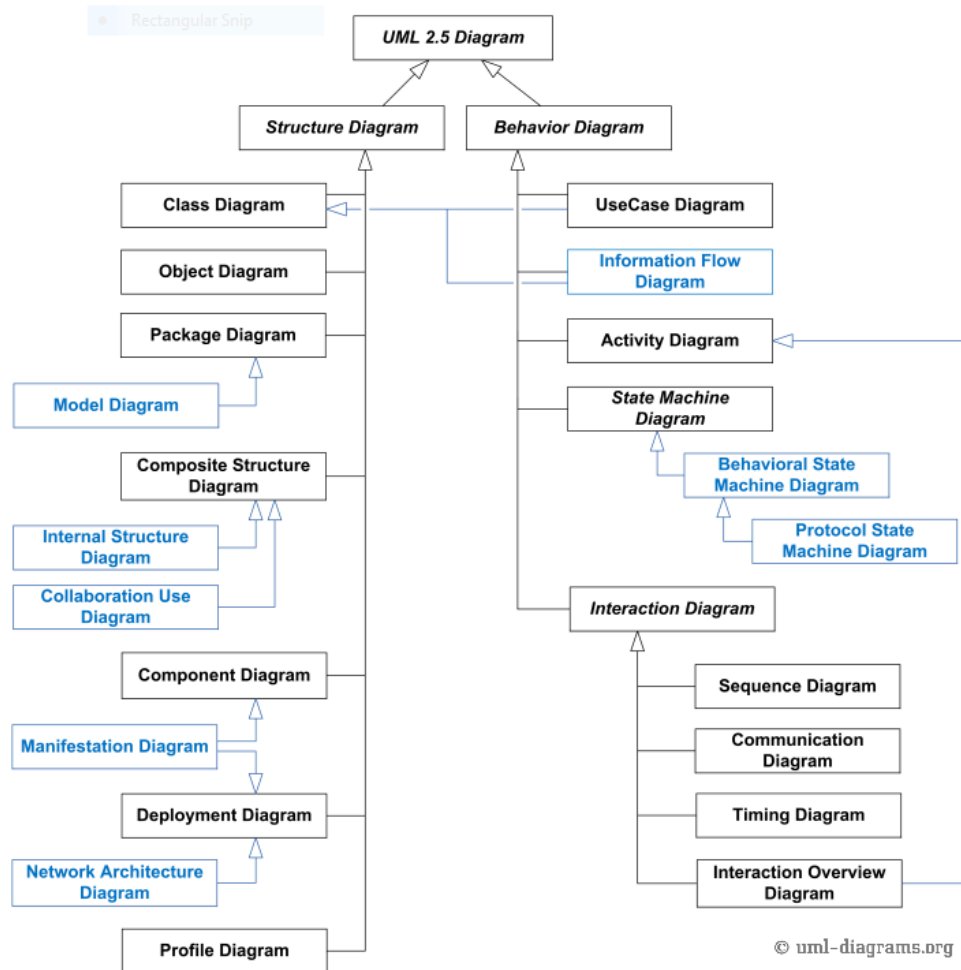 Rectangular Snip
UML 2.5 Diagram
Structure Diagram
Behavior Diagram
Class Diagram
UseCase Diagram
Object Diagram
Information Flow
Diagram
Package Diagram
Activity Diagram
Model Diagram
State Machine
Diagram
Composite Structure
Diagram
Behavioral State
Machine Diagram
Internal Structure
Diagram
Protocol State
Machine Diagram
Collaboration Use
Diagram
Interaction Diagram
Component Diagram
Sequence Diagram
Manifestation Diagram
Communication
Diagram
Deployment Diagram
Timing Diagram
Network Architecture
Diagram
Interaction Overview
Diagram
Profile Diagram
© uml-diagrams.org